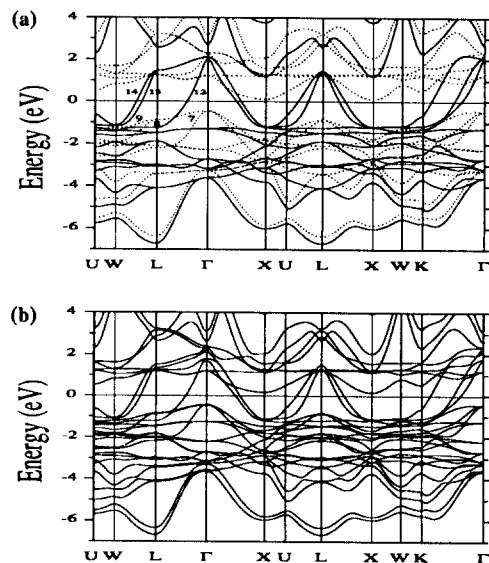 (a)
4
2
0
-2
-4
-6
Energy (eV)
14 13 12
9 8 7
U W L Γ X U L X W K Γ
(b)
4
2
0
-2
-4
-6
Energy (eV)
U W L Γ X U L X W K Γ